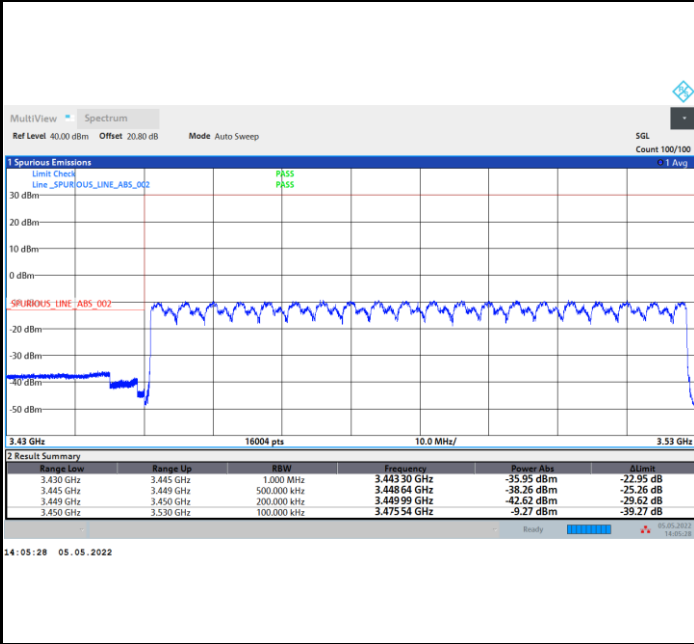 MultiView Spectrum
Ref Level 40.00 dBm Offset 20.80 dB Mode Auto Sweep SGL
Count 100/100
1 Spurious Emissions 1 Avg
Limit Check PASS
Line _SPURIOUS_LINE_ABS_002 PASS
30 dBm
20 dBm
10 dBm
0 dBm
_SPURIOUS_LINE_ABS_002
-20 dBm
-30 dBm
-40 dBm
-50 dBm
3.43 GHz 16004 pts 10.0 MHz/ 3.53 GHz
2 Result Summary
Range Low Range Up RBW Frequency Power Abs ΔLimit
3.430 GHz 3.445 GHz 1.000 MHz 3.443 30 GHz -35.95 dBm -22.95 dB
3.445 GHz 3.449 GHz 500.000 kHz 3.448 64 GHz -38.26 dBm -25.26 dB
3.449 GHz 3.450 GHz 200.000 kHz 3.449 99 GHz -42.62 dBm -29.62 dB
3.450 GHz 3.530 GHz 100.000 kHz 3.475 54 GHz -9.27 dBm -39.27 dB
Ready 05.05.2022
14:05:28
14:05:28 05.05.2022